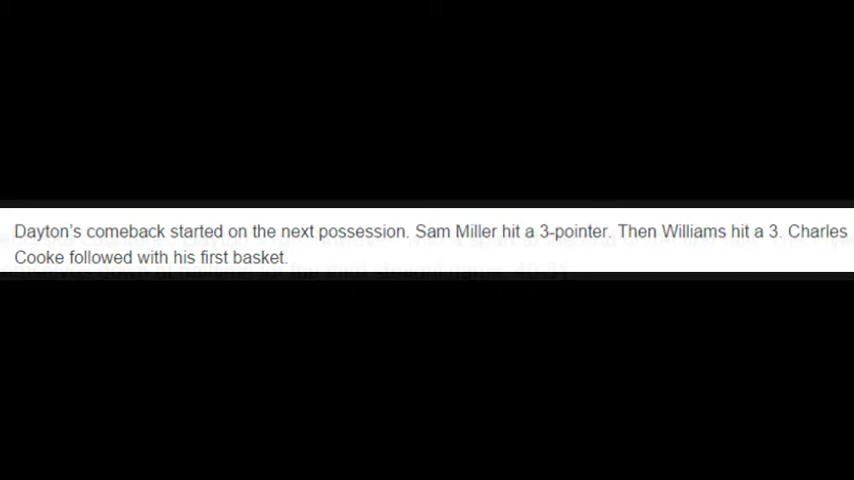 Dayton’s comeback started on the next possession. Sam Miller hit a 3-pointer. Then Williams hit a 3. Charles
Cooke followed with his first basket.